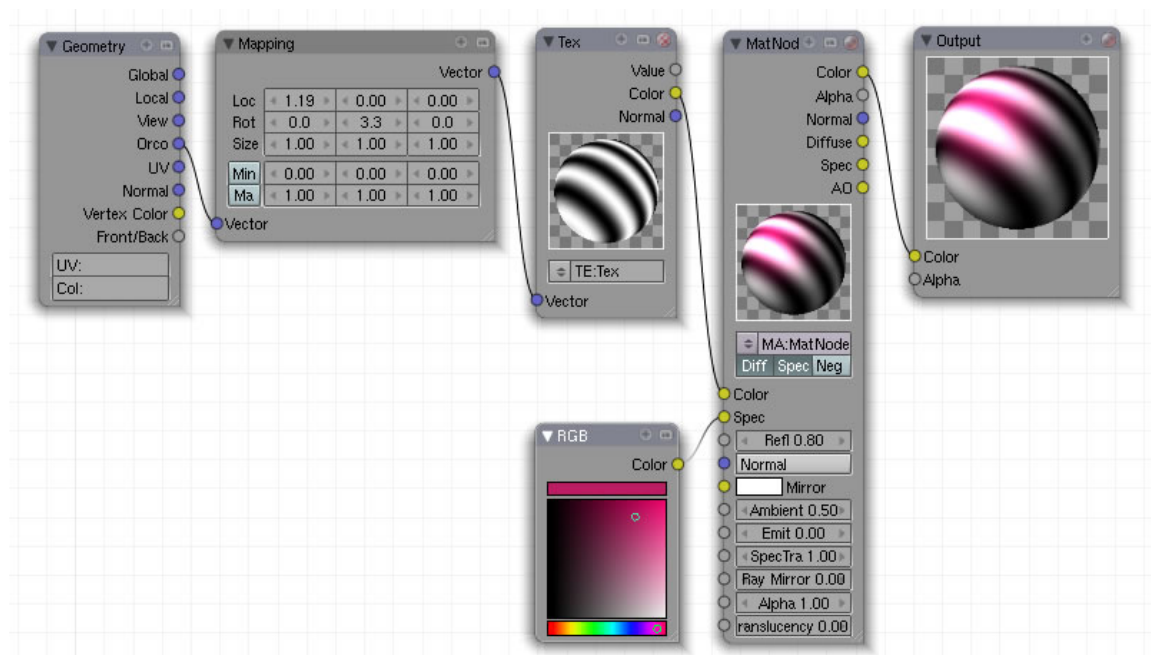 Geometry
Global
Local
View
Orco
UV
Normal
Vertex Color
Front/Back
UV:
Col:
Mapping
Vector
Loc 1.19 0.00 0.00
Rot 0.0 3.3 0.0
Size 1.00 1.00 1.00
Min 0.00 0.00 0.00
Ma 1.00 1.00 1.00
Vector
Tex
Value
Color
Normal
TE:Tex
Vector
RGB
Color
MatNod
Color
Alpha
Normal
Diffuse
Spec
AO
MA:MatNode
Diff Spec Neg
Color
Spec
Refl 0.80
Normal
Mirror
Ambient 0.50
Emit 0.00
SpecTra 1.00
Ray Mirror 0.00
Alpha 1.00
ranslucency 0.00
Output
Color
Alpha